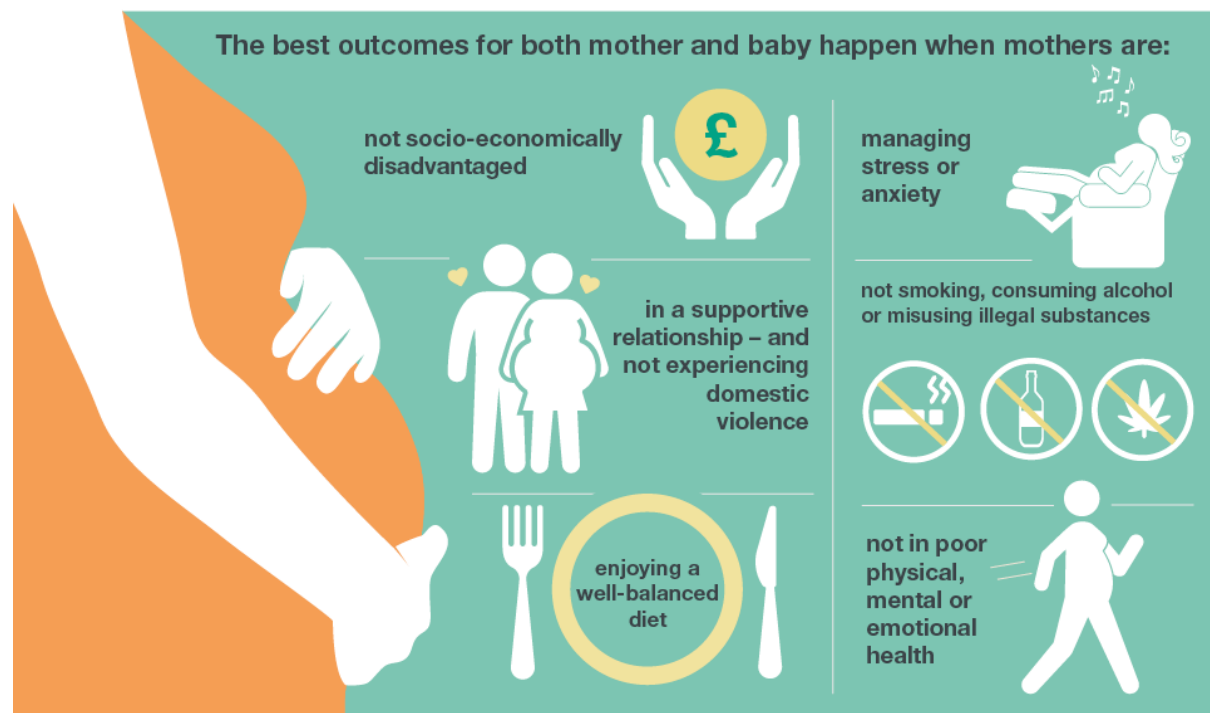 The best outcomes for both mother and baby happen when mothers are:
not socio-economically
disadvantaged
£
in a supportive
relationship – and
not experiencing
domestic
violence
enjoying a
well-balanced
diet
managing
stress or
anxiety
not smoking, consuming alcohol
or misusing illegal substances
not in poor
physical,
mental or
emotional
health